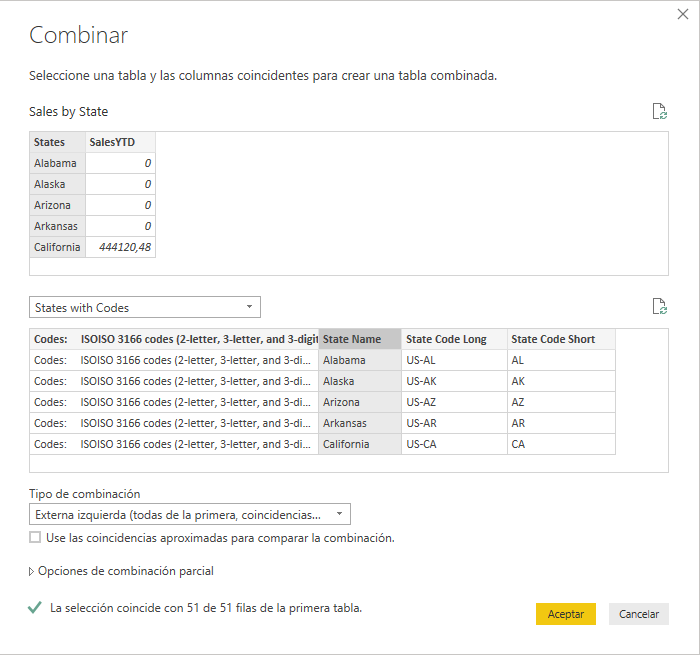 Combinar
Seleccione una tabla y las columnas coincidentes para crear una tabla combinada.
Sales by State
States SalesYTD
Alabama 0
Alaska 0
Arizona 0
Arkansas 0
California 444120,48
States with Codes
Codes: ISOISO 3166 codes (2-letter, 3-letter, and 3-digit State Name State Code Long State Code Short
Codes: ISOISO 3166 codes (2-letter, 3-letter, and 3-di... Alabama US-AL AL
Codes: ISOISO 3166 codes (2-letter, 3-letter, and 3-di... Alaska US-AK AK
Codes: ISOISO 3166 codes (2-letter, 3-letter, and 3-di... Arizona US-AZ AZ
Codes: ISOISO 3166 codes (2-letter, 3-letter, and 3-di... Arkansas US-AR AR
Codes: ISOISO 3166 codes (2-letter, 3-letter, and 3-di... California US-CA CA
Tipo de combinación
Externa izquierda (todas de la primera, coincidencias...
Use las coincidencias aproximadas para comparar la combinación.
Opciones de combinación parcial
La selección coincide con 51 de 51 filas de la primera tabla.
Aceptar Cancelar